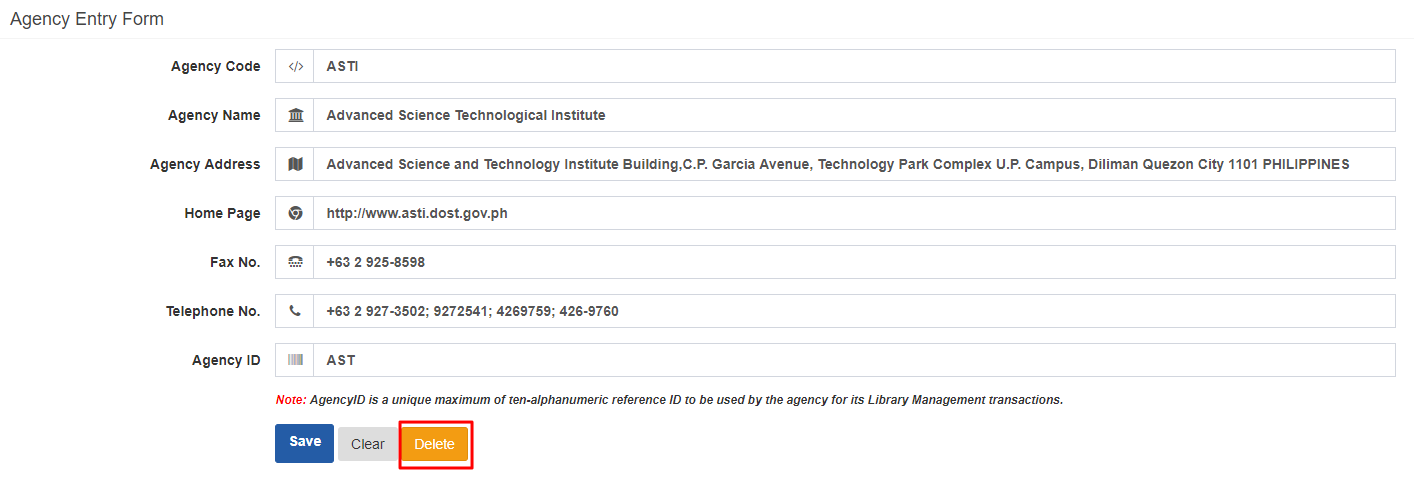 Agency Entry Form
Agency Code </> ASTI
Agency Name Advanced Science Technological Institute
Agency Address Advanced Science and Technology Institute Building,C.P. Garcia Avenue, Technology Park Complex U.P. Campus, Diliman Quezon City 1101 PHILIPPINES
Home Page http://www.asti.dost.gov.ph
Fax No. +63 2 925-8598
Telephone No. +63 2 927-3502; 9272541; 4269759; 426-9760
Agency ID AST
Note: AgencyID is a unique maximum of ten-alphanumeric reference ID to be used by the agency for its Library Management transactions.
Save Clear Delete